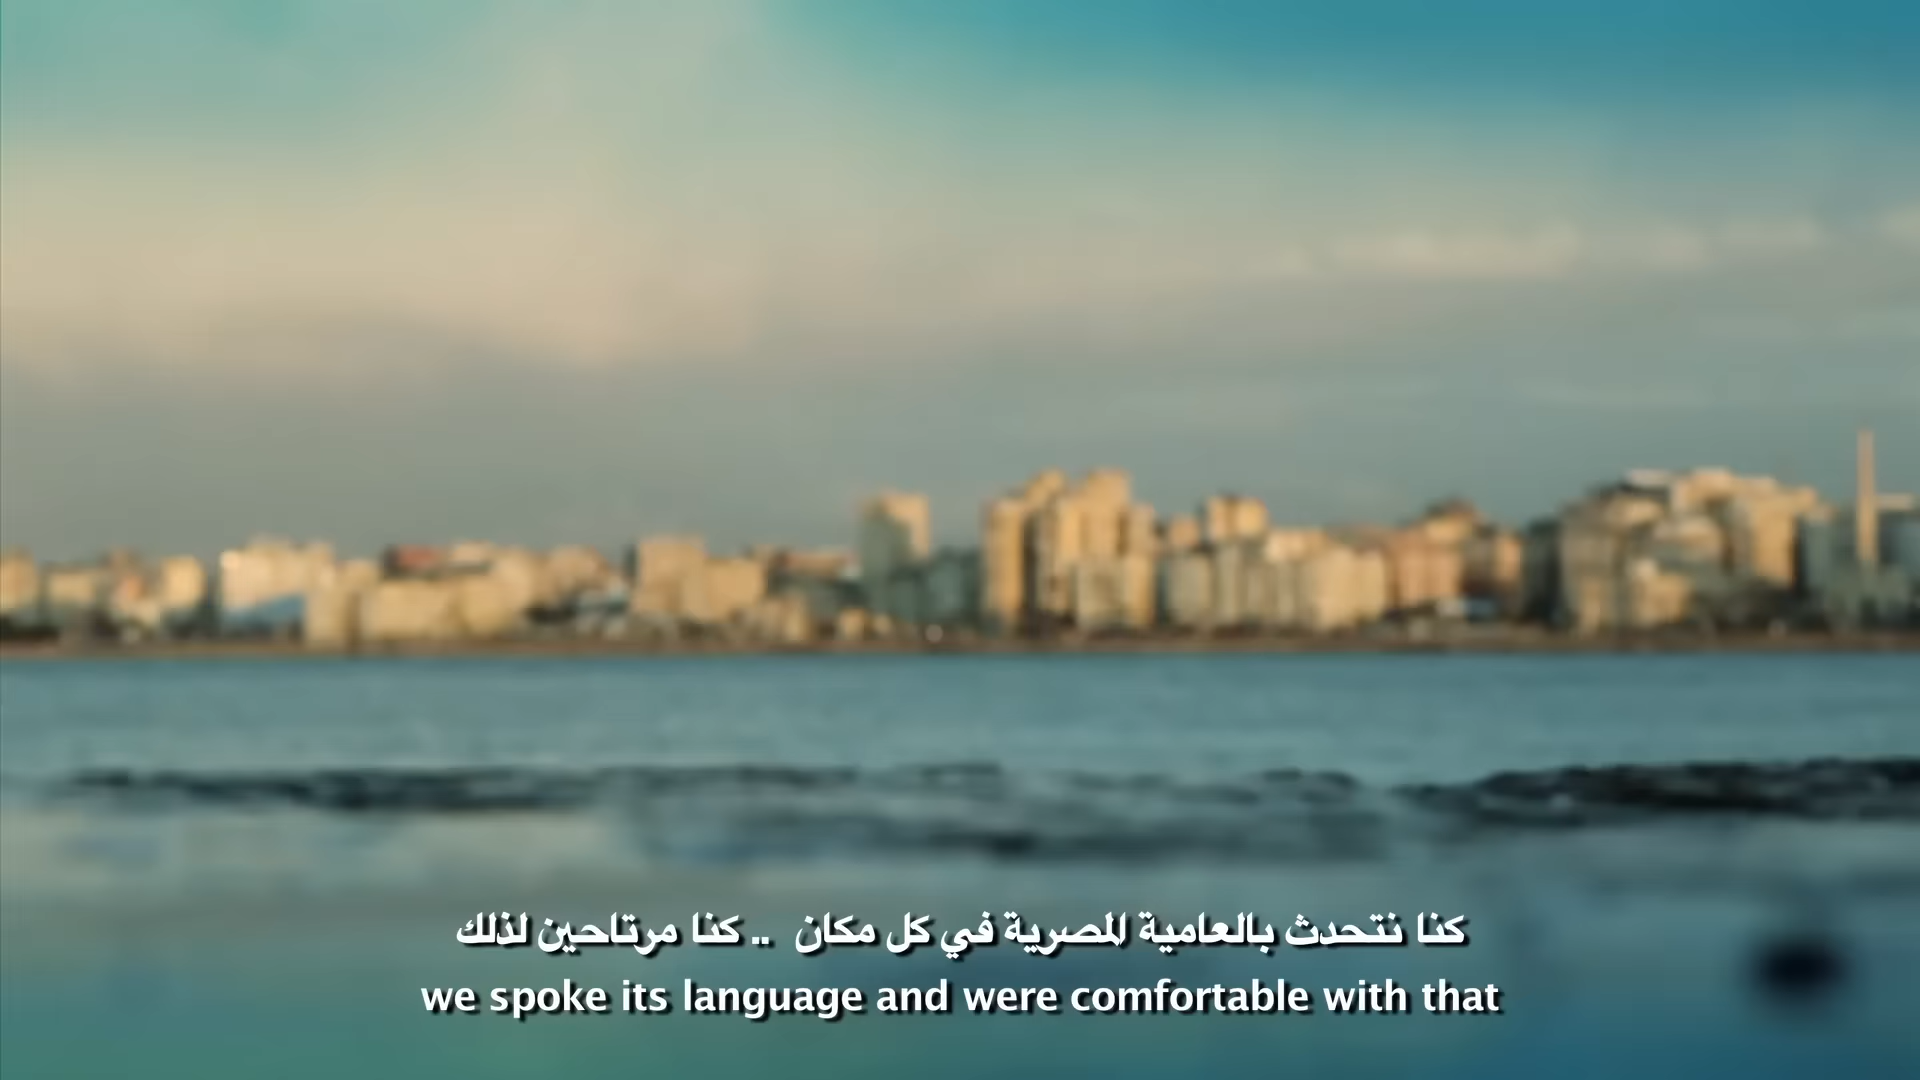 كنا نتحدث بالعامية المصرية في كل مكان .. كنا مرتاحين لذلك
we spoke its language and were comfortable with that